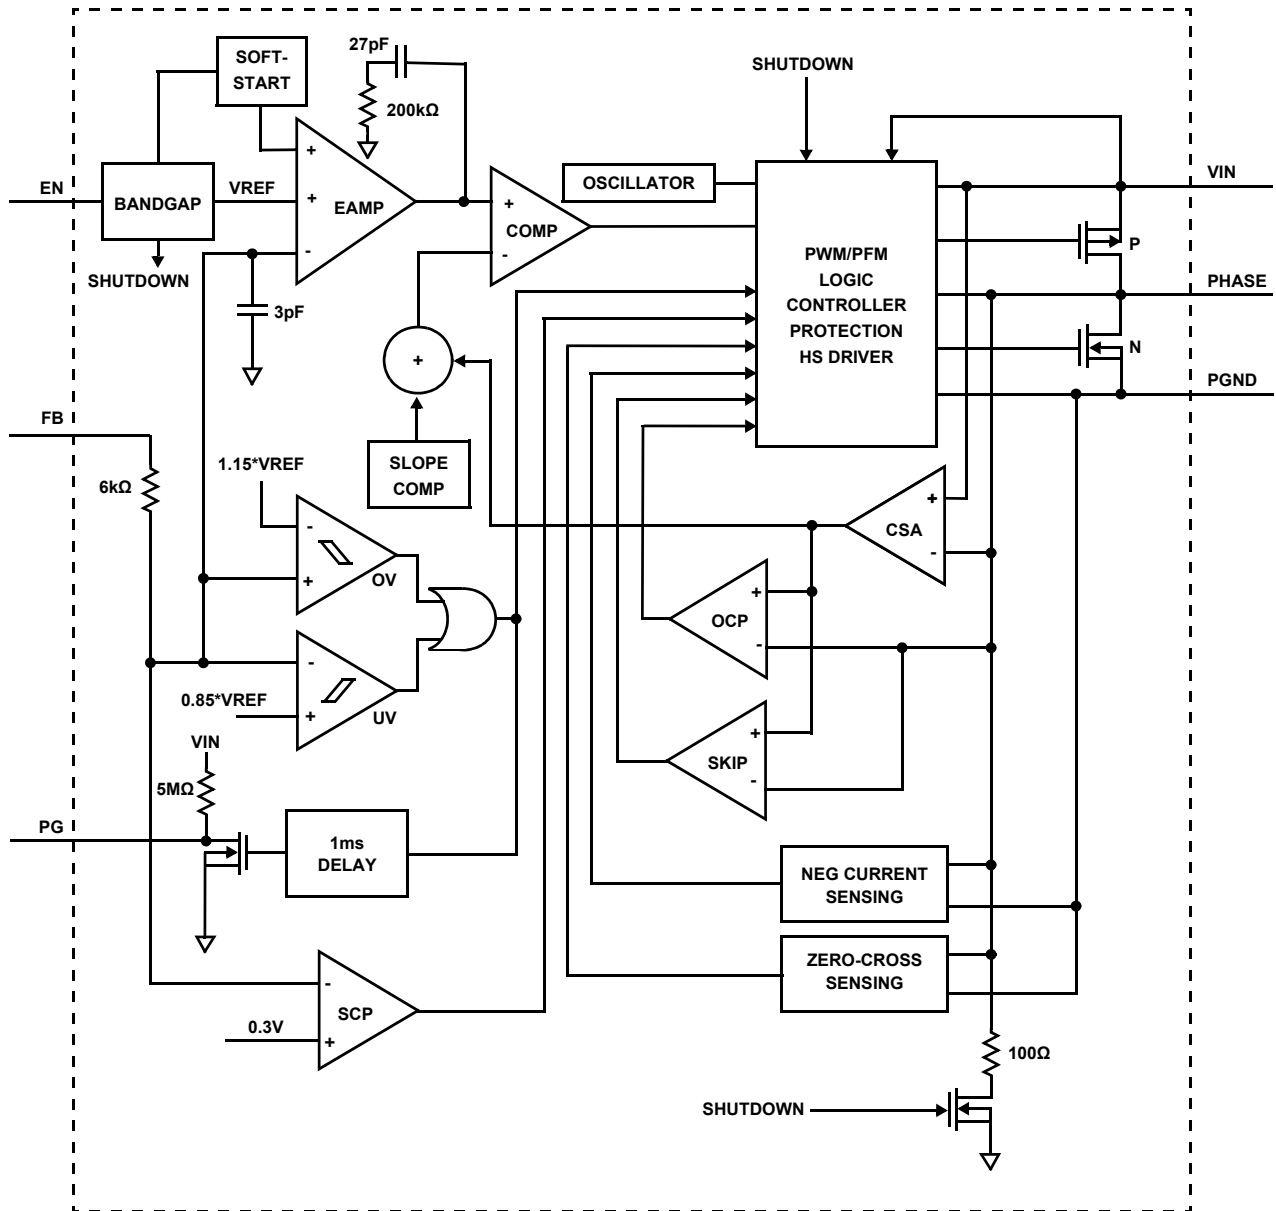 27pF
SOFT-
START
SHUTDOWN
200kΩ
+
EN
BANDGAP
VREF
+
EAMP
-
SHUTDOWN
3pF
OSCILLATOR
+
COMP
-
PWM/PFM
LOGIC
CONTROLLER
PROTECTION
HS DRIVER
VIN
P
PHASE
N
PGND
+
SLOPE
COMP
FB
6kΩ
1.15*VREF
-
+
OV
-
+
UV
0.85*VREF
+
CSA
-
+
OCP
-
+
SKIP
-
VIN
5MΩ
PG
1ms
DELAY
NEG CURRENT
SENSING
ZERO-CROSS
SENSING
-
SCP
+
0.3V
100Ω
SHUTDOWN